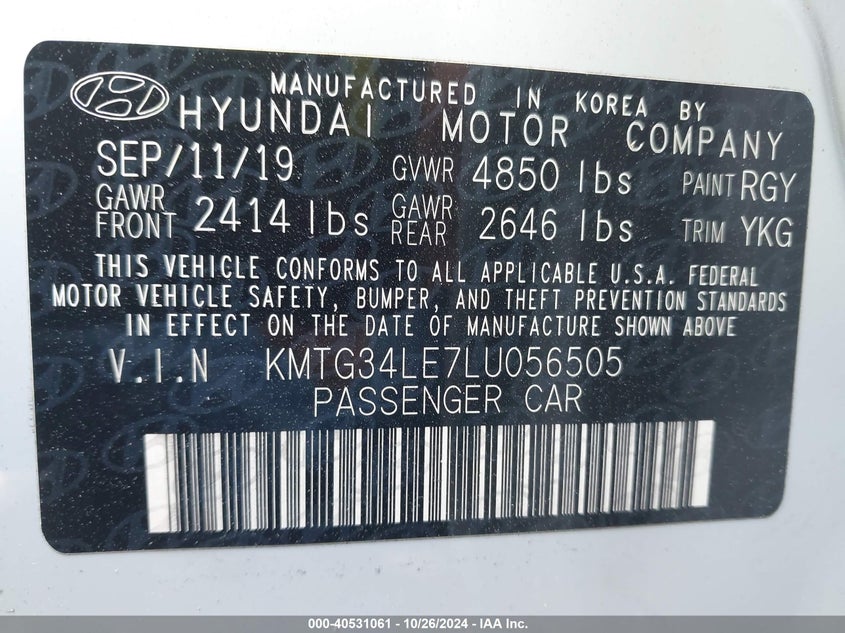 MANUFACTURED IN KOREA BY
HYUNDAI MOTOR COMPANY
SEP/11/19 GVWR 4850 lbs PAINT RGY
GAWR FRONT 2414 lbs GAWR REAR 2646 lbs TRIM YKG
THIS VEHICLE CONFORMS TO ALL APPLICABLE U.S.A. FEDERAL
MOTOR VEHICLE SAFETY, BUMPER, AND THEFT PREVENTION STANDARDS
IN EFFECT ON THE DATE OF MANUFACTURE SHOWN ABOVE
V.I.N KMTG34LE7LU056505
PASSENGER CAR
000-40531061 - 10/26/2024 - IAA Inc.